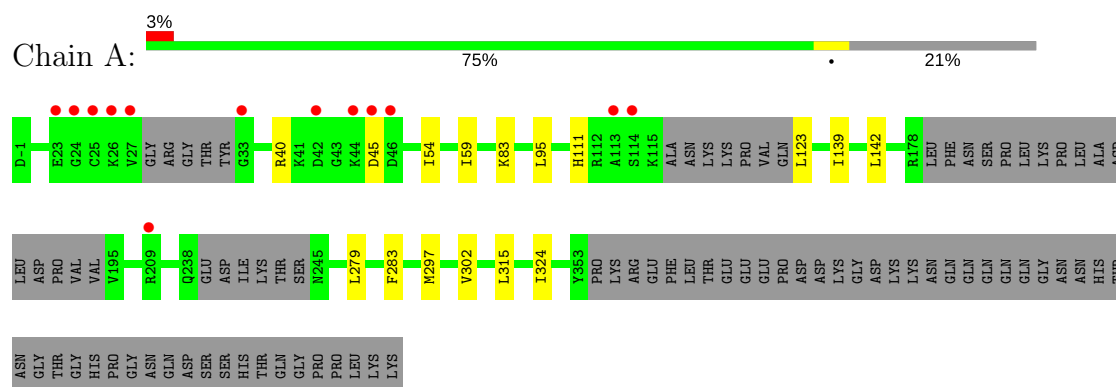 3%
Chain A:
75% • 21%
D-1 E23 G24 C25 K26 V27 GLY ARG GLY THR TYR G33 R40 K41 D42 G43 K44 D45 D46 I54 I59 K83 L95 H111 R112 A113 S114 K115 ALA ASN LYS LYS PRO VAL GLN L123 I139 L142 R178 LEU PHE ASN SER PRO LEU LYS PRO LEU ALA ASP
LEU ASP PRO VAL VAL V195 R209 Q238 GLU ASP ILE LYS THR SER N245 L279 F283 M297 V302 L315 I324 Y353 PRO LYS ARG GLU PHE LEU THR GLU GLU GLU PRO ASP ASP LYS GLY ASP LYS LYS ASN GLN GLN GLN GLN GLN GLY ASN ASN HIS THR
ASN GLY THR GLY HIS PRO GLY ASN GLN ASP SER SER HIS THR GLN GLY PRO PRO LEU LYS LYS